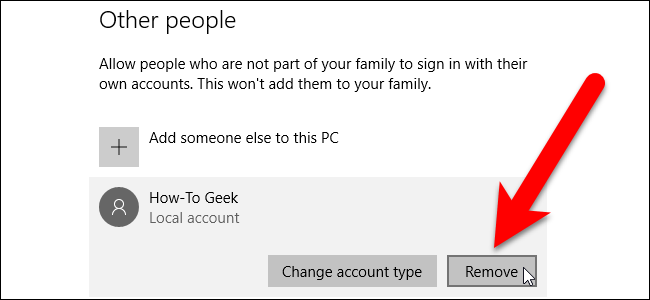 Other people
Allow people who are not part of your family to sign in with their
own accounts. This won't add them to your family.
Add someone else to this PC
How-To Geek
Local account
Change account type
Remove